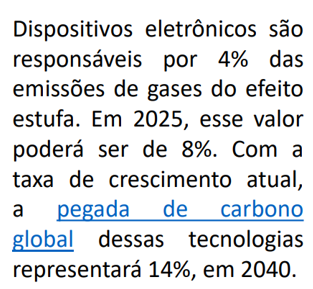 Dispositivos eletrônicos são
responsáveis por 4% das
emissões de gases do efeito
estufa. Em 2025, esse valor
poderá ser de 8%. Com a
taxa de crescimento atual,
a pegada de carbono
global dessas tecnologias
representará 14%, em 2040.